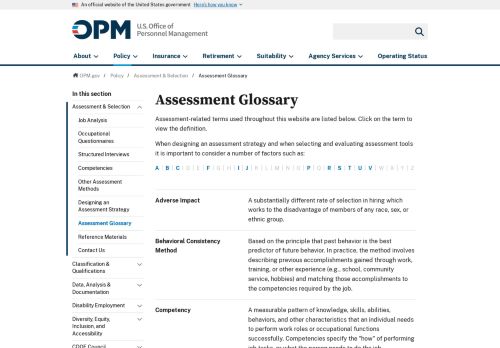 An official website of the United States government Here's how you know
OPM U.S. Office of
Personnel Management
About Policy Insurance Retirement Suitability Agency Services Operating Status
OPM.gov / Policy / Assessment & Selection / Assessment Glossary
In this section
Assessment & Selection
Job Analysis
Occupational
Questionnaires
Structured Interviews
Competencies
Other Assessment
Methods
Designing an
Assessment Strategy
Assessment Glossary
Reference Materials
Contact Us
Classification &
Qualifications
Data, Analysis &
Documentation
Disability Employment
Diversity, Equity,
Inclusion, and
Accessibility
CODE Council
Assessment Glossary
Assessment-related terms used throughout this website are listed below. Click on the term to
view the definition.
When designing an assessment strategy and when selecting and evaluating assessment tools
it is important to consider a number of factors such as:
A | B | C | D | E | F | G | H | I | J | K | L | M | N | O | P | Q | R | S | T | U | V | W | X | Y | Z
Adverse Impact
A substantially different rate of selection in hiring which
works to the disadvantage of members of any race, sex, or
ethnic group.
Behavioral Consistency
Method
Based on the principle that past behavior is the best
predictor of future behavior. In practice, the method involves
describing previous accomplishments gained through work,
training, or other experience (e.g., school, community
service, hobbies) and matching those accomplishments to
the competencies required by the job.
Competency
A measurable pattern of knowledge, skills, abilities,
behaviors, and other characteristics that an individual needs
to perform work roles or occupational functions
successfully. Competencies specify the "how" of performing
job tasks, or what the person needs to do the job